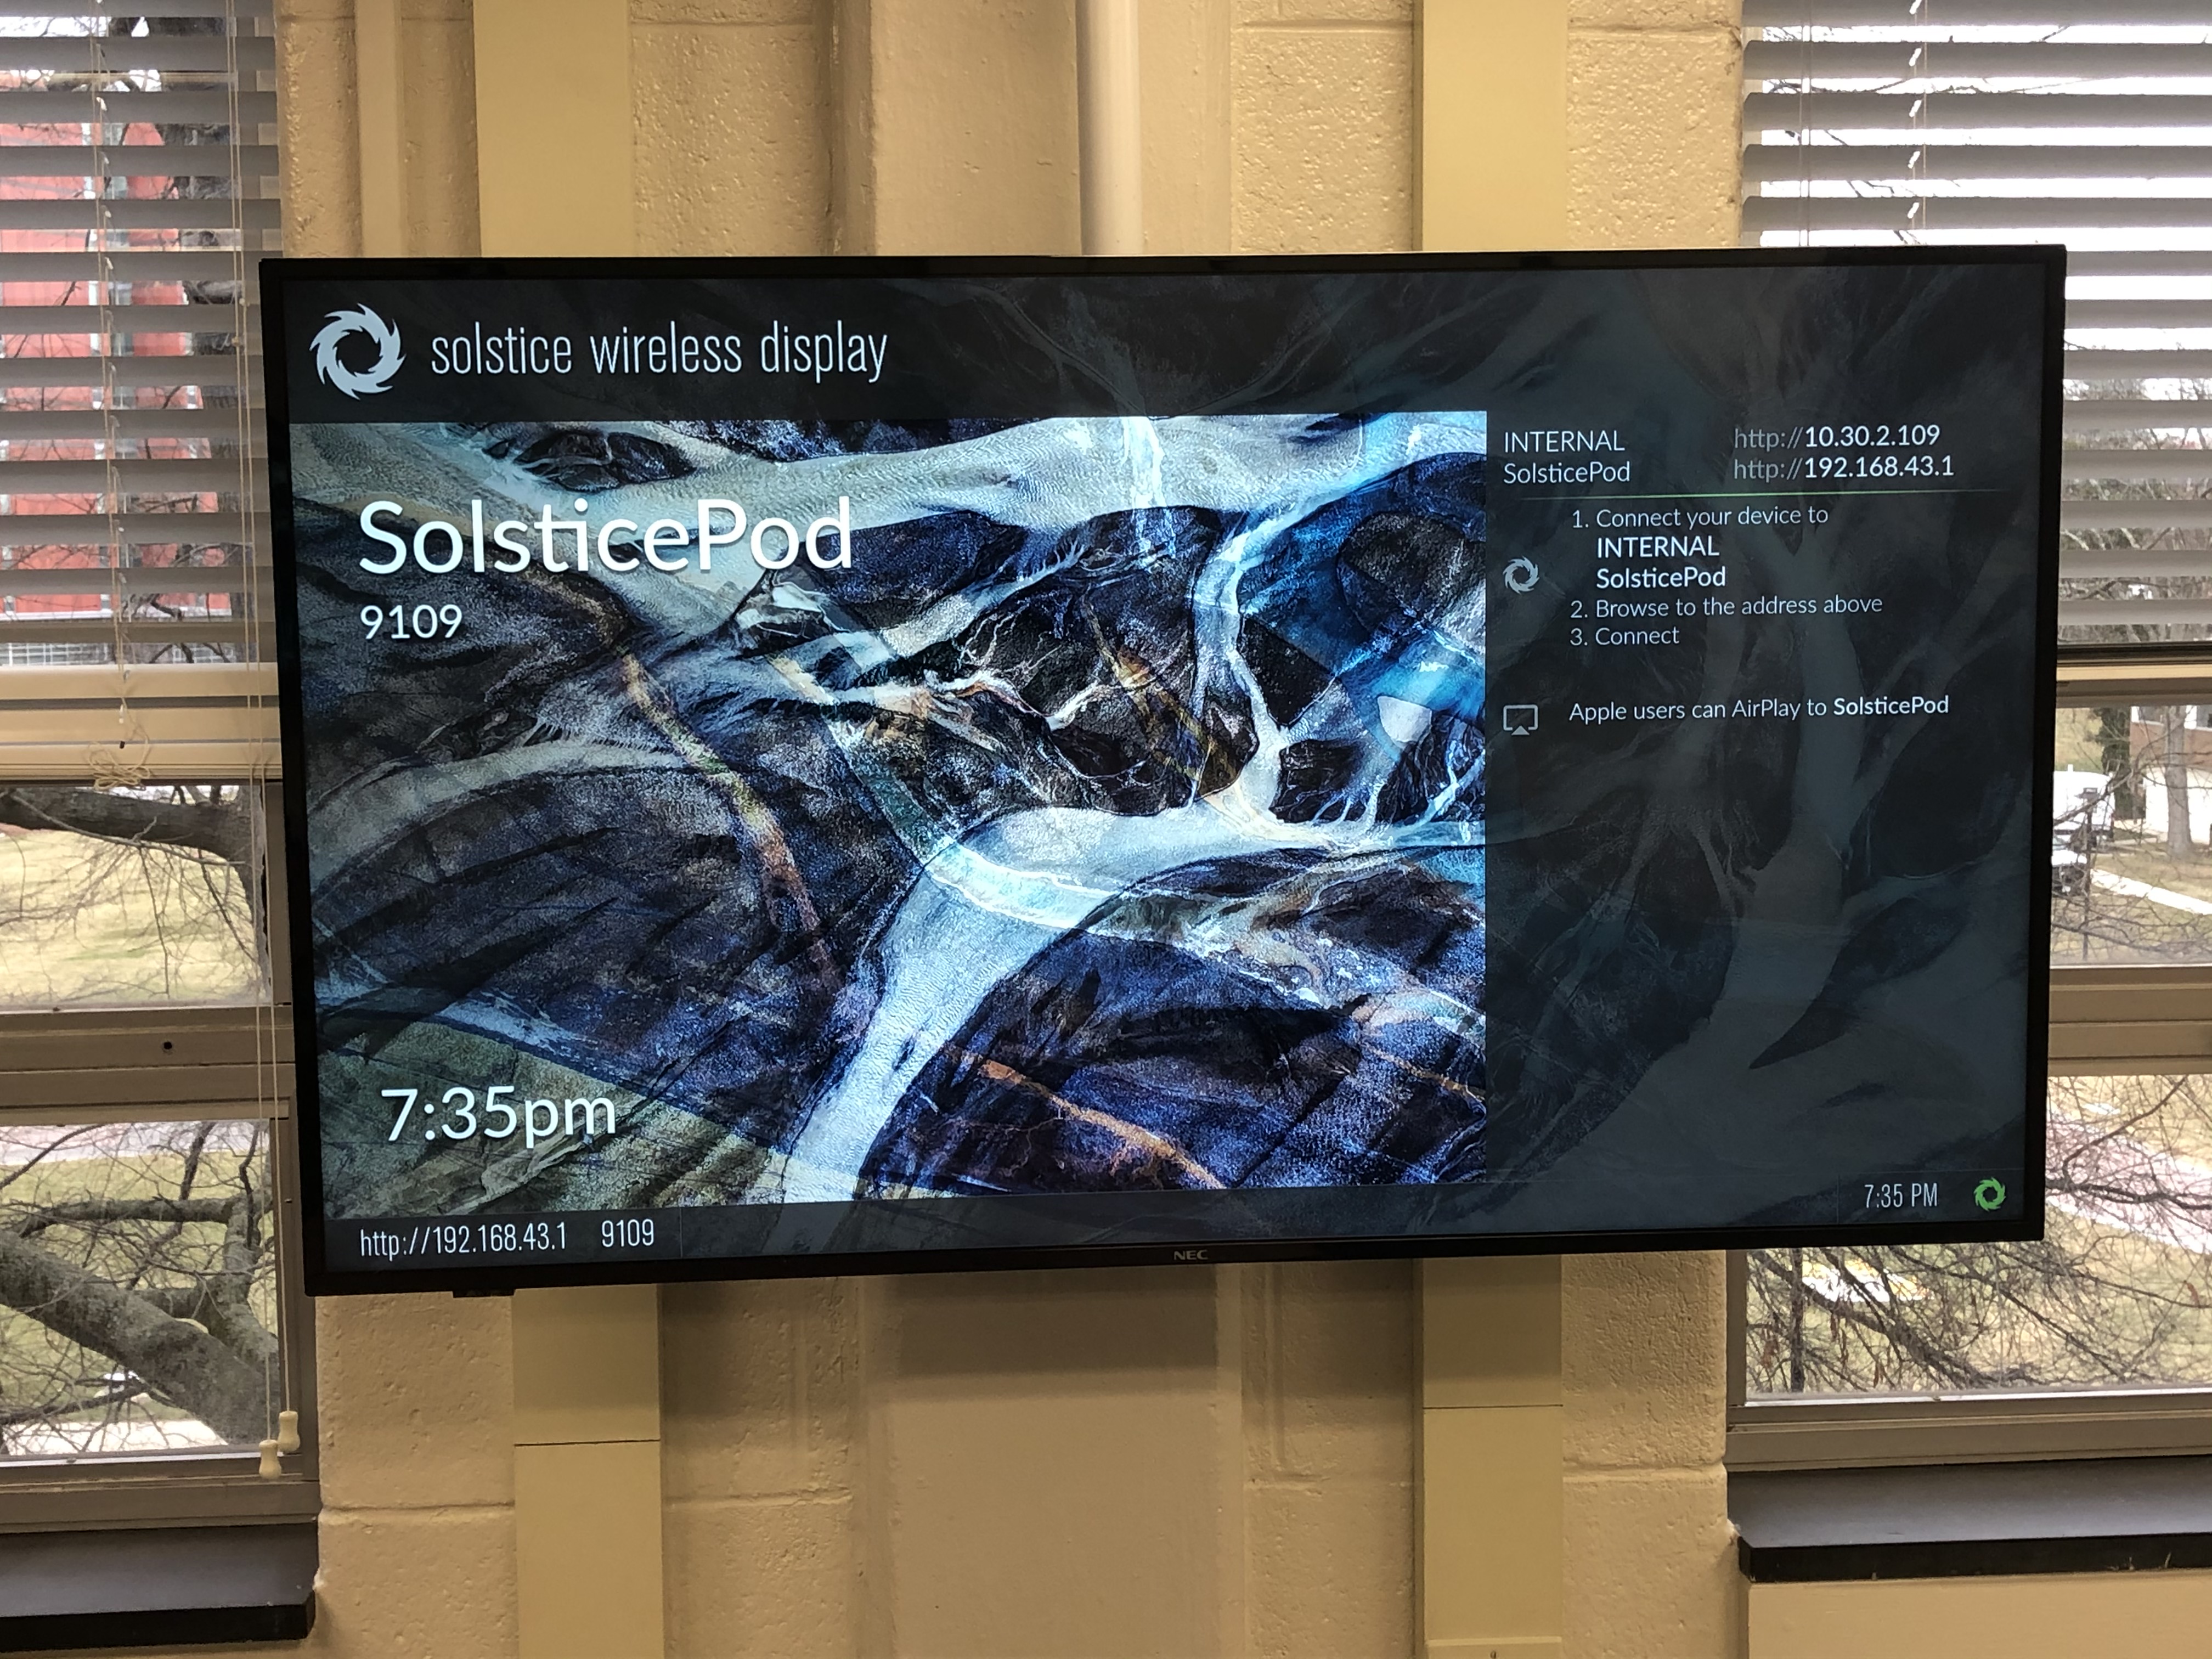 solstice wireless display
SolsticePod
9109
7:35pm
INTERNAL http://10.30.2.109
SolsticePod http://192.168.43.1
1. Connect your device to
INTERNAL
SolsticePod
2. Browse to the address above
3. Connect
Apple users can AirPlay to SolsticePod
http://192.168.43.1 9109
7:35 PM
NEC